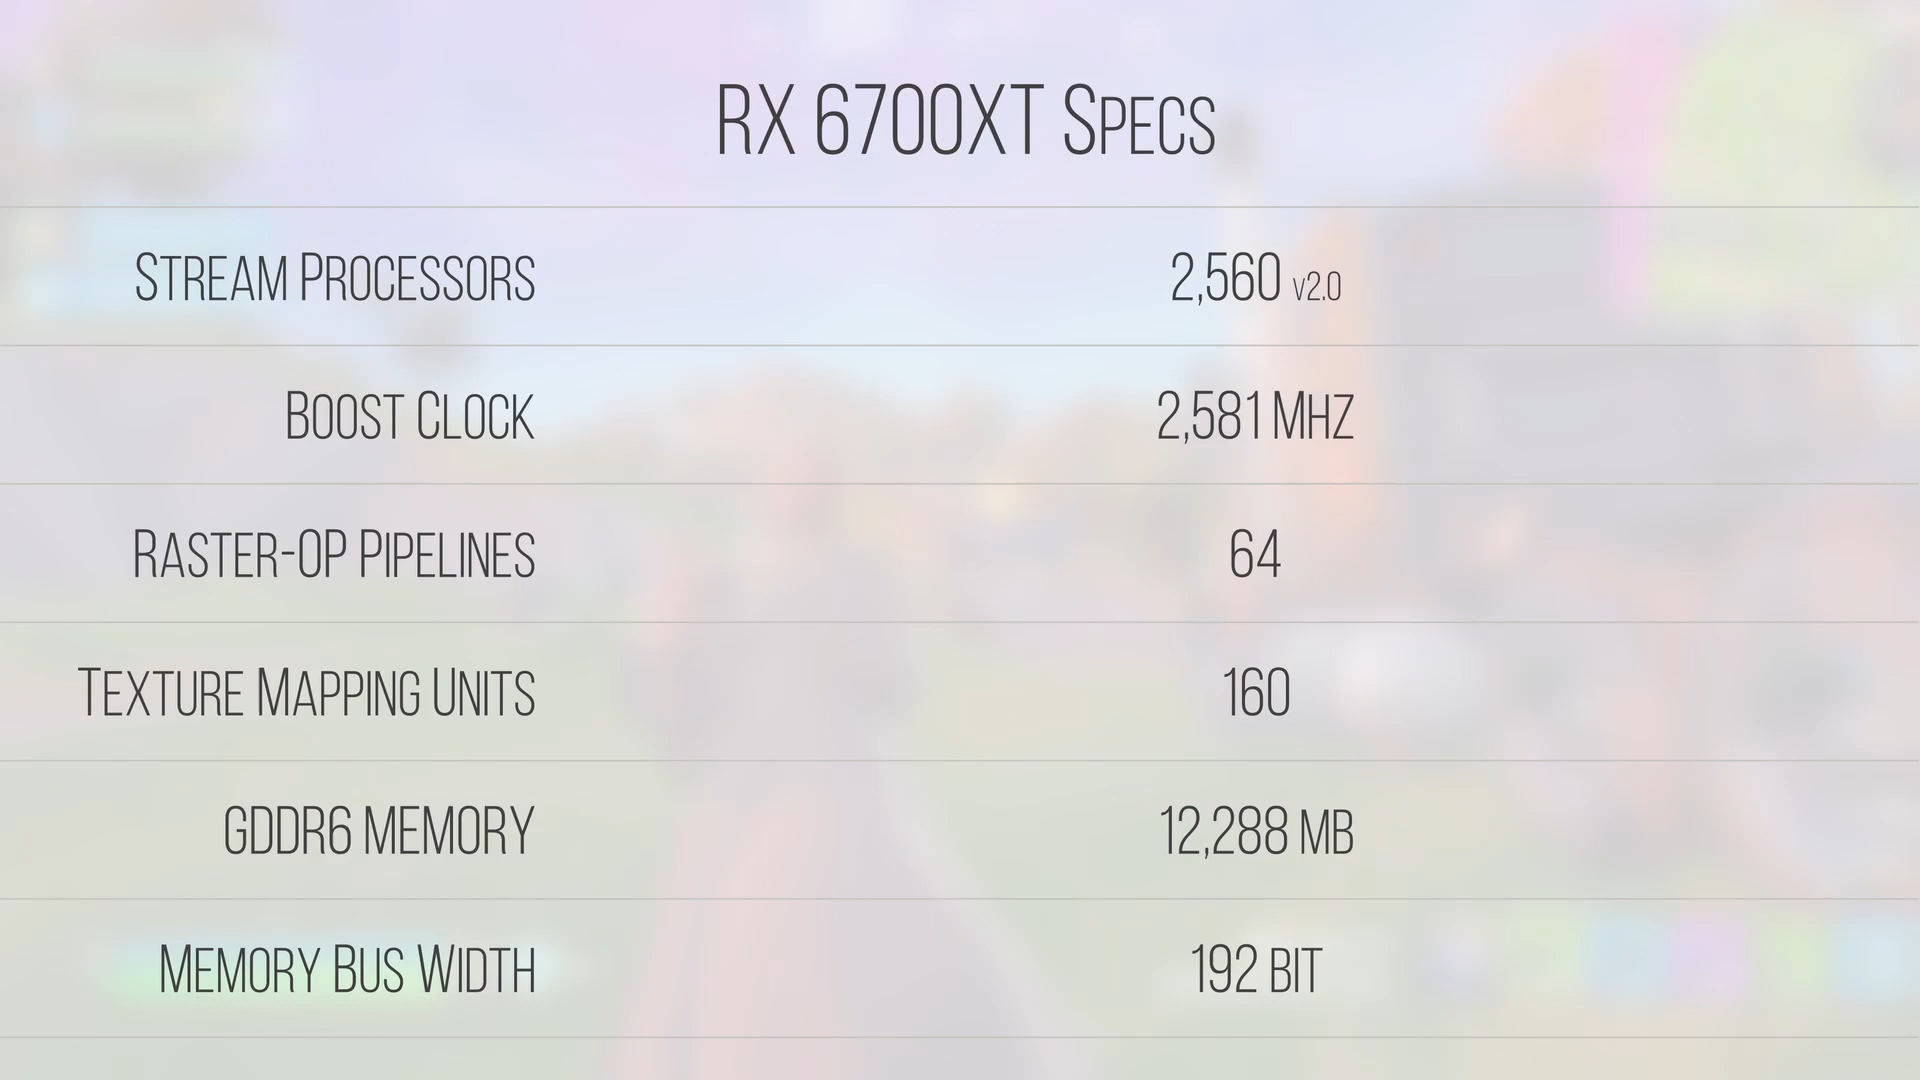 RX 6700XT Specs
Stream Processors 2,560 v2.0
Boost Clock 2,581 MHz
Raster-Op Pipelines 64
Texture Mapping Units 160
GDDR6 Memory 12,288 MB
Memory Bus Width 192 bit